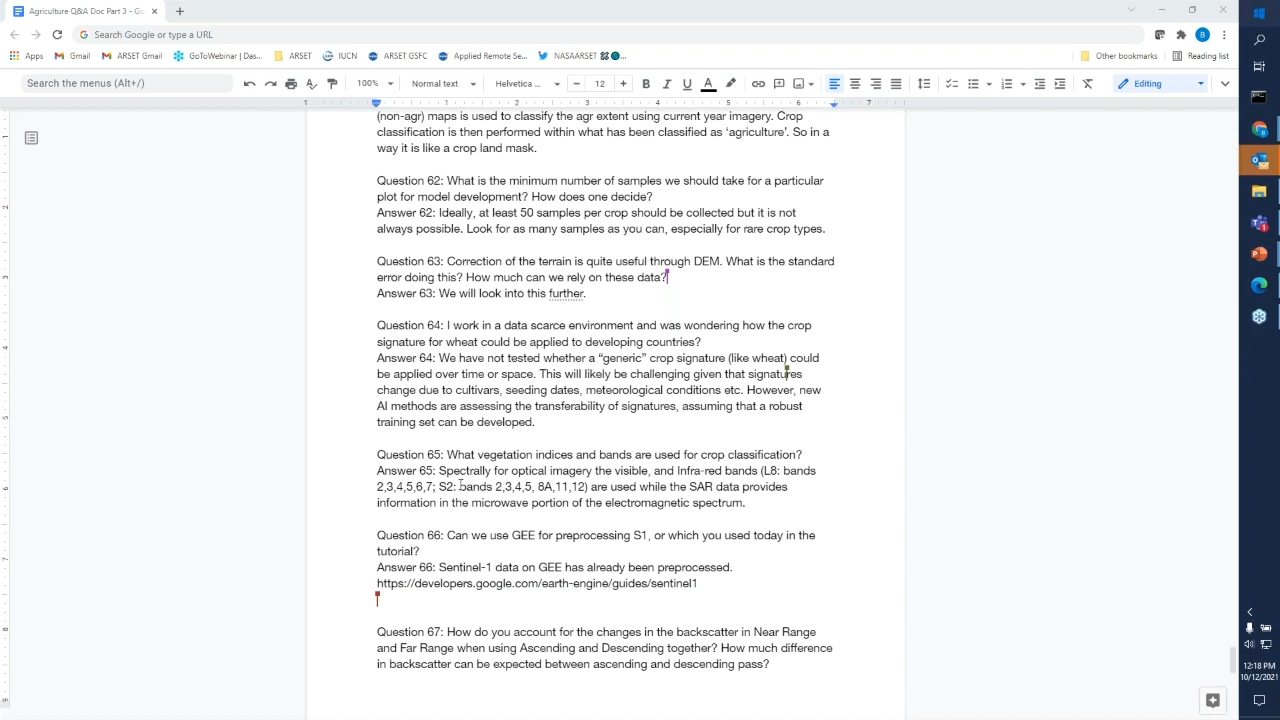 Agriculture Q&A Doc Part 3 - Go
Search Google or type a URL
Apps
Gmail
ARSET Gmail
GoToWebinar | Das...
ARSET
IUCN
ARSET GSFC
Applied Remote Se...
NASAARSET
Other bookmarks
Reading list
Search the menus (Alt+/)
100%
Normal text
Helvetica ...
12
Editing
1 1 2 3 4 5 6 7
(non-agr) maps is used to classify the agr extent using current year imagery. Crop
classification is then performed within what has been classified as ‘agriculture’. So in a
way it is like a crop land mask.
Question 62: What is the minimum number of samples we should take for a particular
plot for model development? How does one decide?
Answer 62: Ideally, at least 50 samples per crop should be collected but it is not
always possible. Look for as many samples as you can, especially for rare crop types.
Question 63: Correction of the terrain is quite useful through DEM. What is the standard
error doing this? How much can we rely on these data?
Answer 63: We will look into this further.
Question 64: I work in a data scarce environment and was wondering how the crop
signature for wheat could be applied to developing countries?
Answer 64: We have not tested whether a “generic” crop signature (like wheat) could
be applied over time or space. This will likely be challenging given that signatures
change due to cultivars, seeding dates, meteorological conditions etc. However, new
AI methods are assessing the transferability of signatures, assuming that a robust
training set can be developed.
Question 65: What vegetation indices and bands are used for crop classification?
Answer 65: Spectrally for optical imagery the visible, and Infra-red bands (L8: bands
2,3,4,5,6,7; S2: bands 2,3,4,5, 8A,11,12) are used while the SAR data provides
information in the microwave portion of the electromagnetic spectrum.
Question 66: Can we use GEE for preprocessing S1, or which you used today in the
tutorial?
Answer 66: Sentinel-1 data on GEE has already been preprocessed.
https://developers.google.com/earth-engine/guides/sentinel1
Question 67: How do you account for the changes in the backscatter in Near Range
and Far Range when using Ascending and Descending together? How much difference
in backscatter can be expected between ascending and descending pass?
12:18 PM
10/12/2021